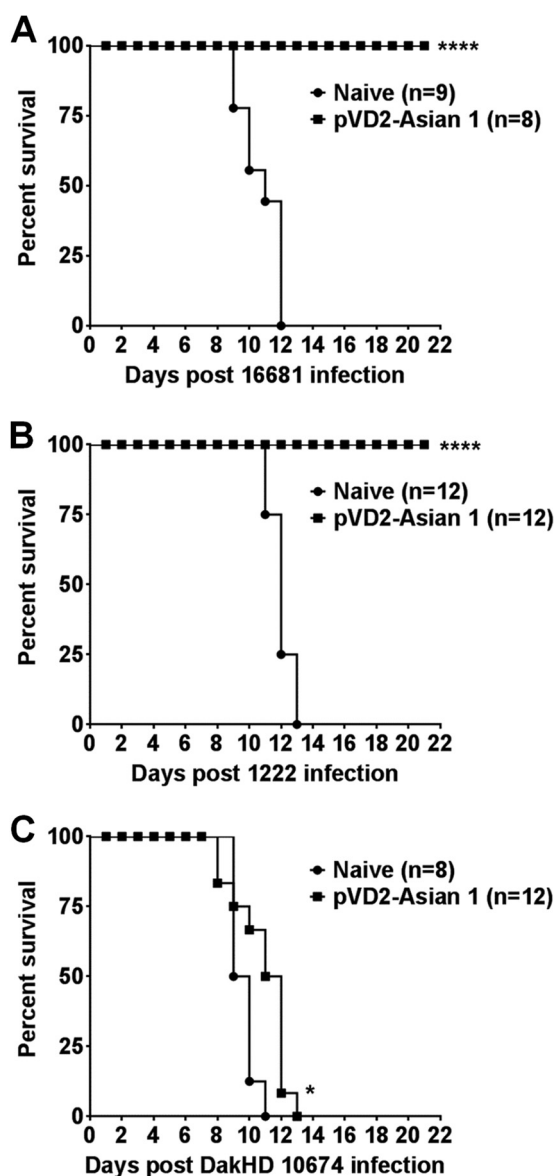 A
Percent survival
100
75
50
25
0
****
Naive (n=9)
pVD2-Asian 1 (n=8)
0 2 4 6 8 10 12 14 16 18 20 22
Days post 16681 infection
B
Percent survival
100
75
50
25
0
****
Naive (n=12)
pVD2-Asian 1 (n=12)
0 2 4 6 8 10 12 14 16 18 20 22
Days post 1222 infection
C
Percent survival
100
75
50
25
0
Naive (n=8)
pVD2-Asian 1 (n=12)
*
0 2 4 6 8 10 12 14 16 18 20 22
Days post DakHD 10674 infection